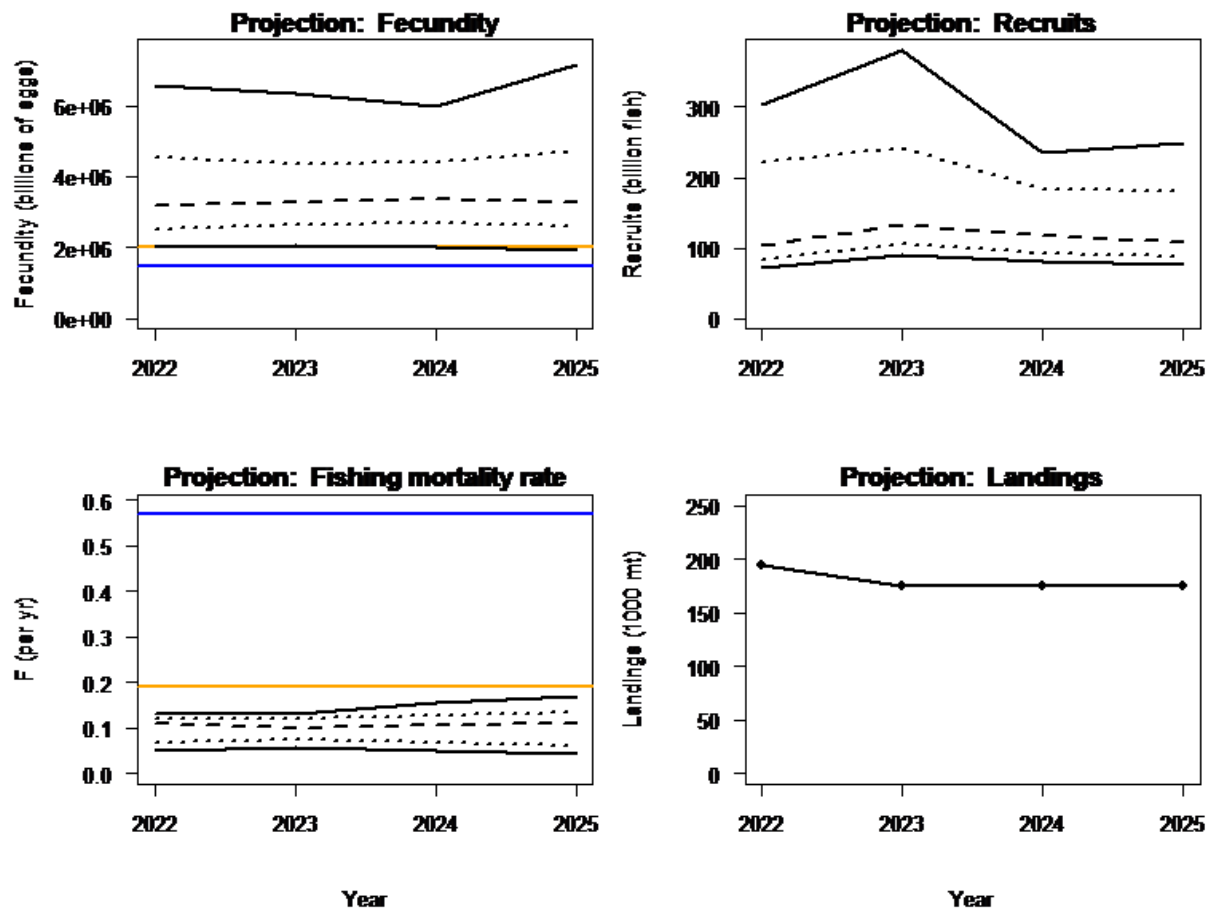 Projection: Fecundity
Fecundity (billions of eggs)
6e+06
4e+06
2e+06
0e+00
2022 2023 2024 2025
Projection: Recruits
Recruits (billion fish)
300
200
100
0
2022 2023 2024 2025
Projection: Fishing mortality rate
F (per yr)
0.6
0.5
0.4
0.3
0.2
0.1
0.0
2022 2023 2024 2025
Year
Projection: Landings
Landings (1000 mt)
250
200
150
100
50
0
2022 2023 2024 2025
Year